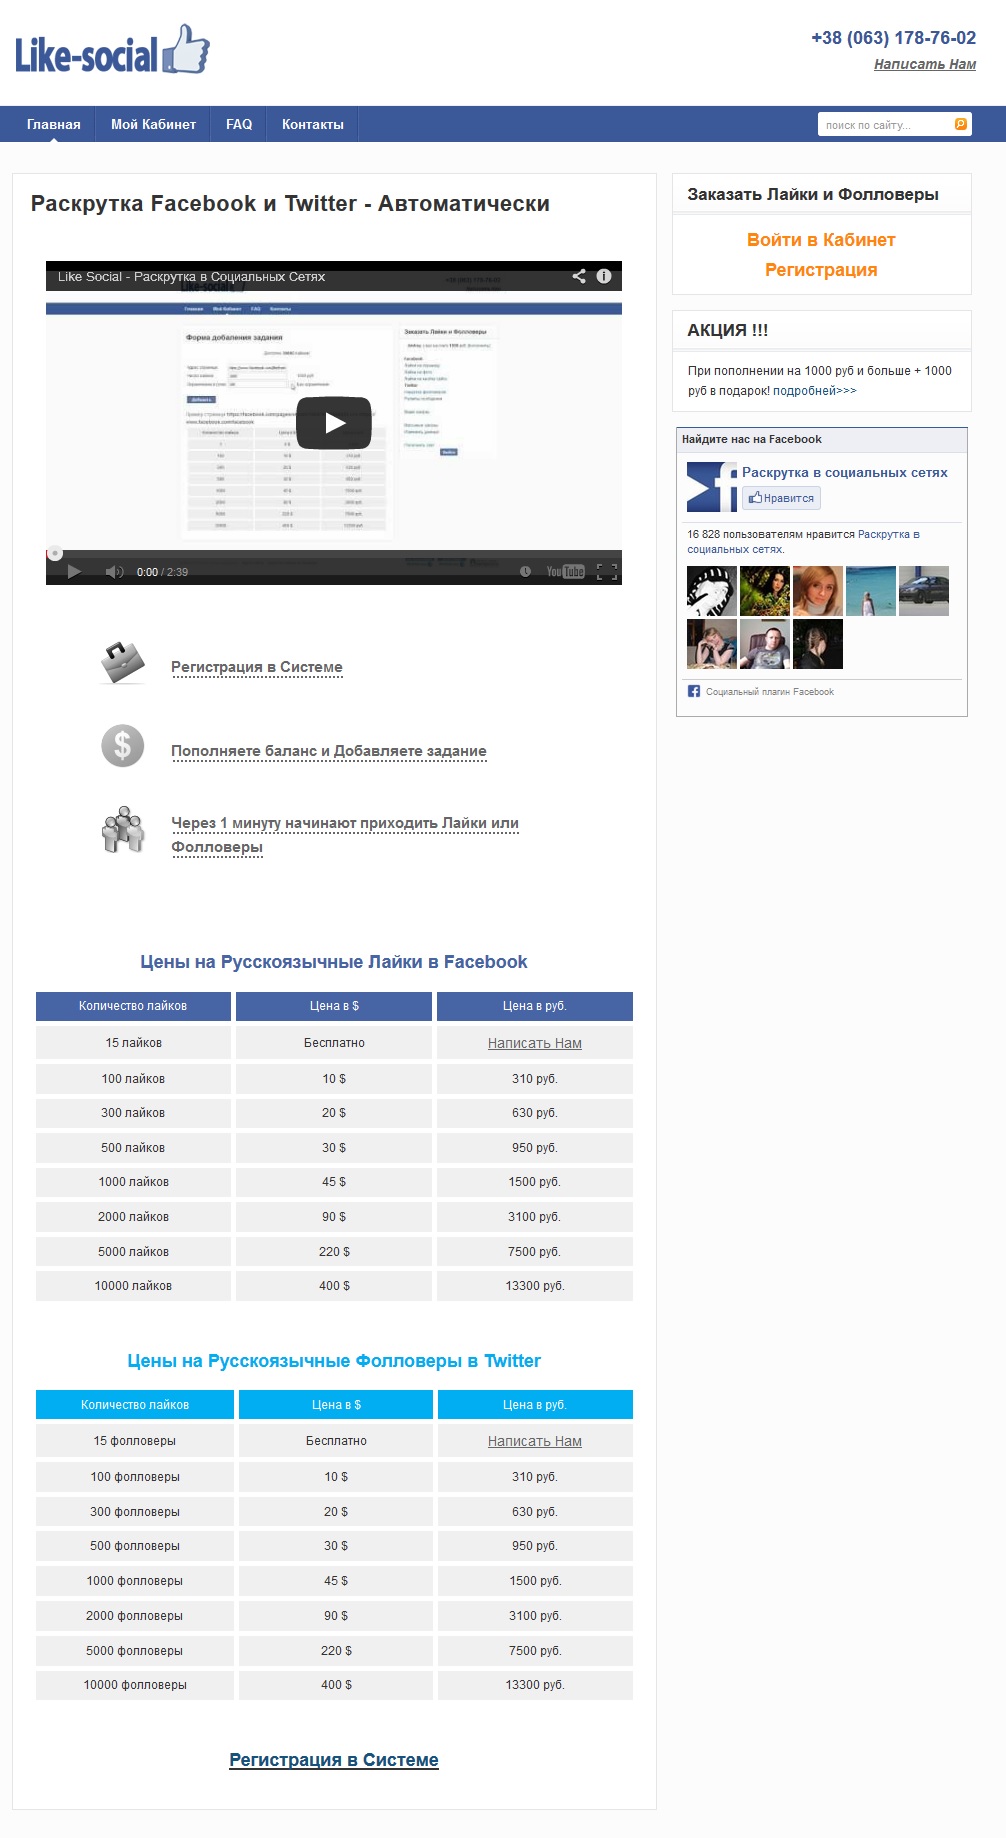 Like-social
+38 (063) 178-76-02
Написать Нам
Главная Мой Кабинет FAQ Контакты
поиск по сайту...
Раскрутка Facebook и Twitter - Автоматически
Like Social - Раскрутка в Социальных Сетях
Форма добавления задания
Заказать Лайки и Фолловеры
0:00 / 2:39
YouTube
Регистрация в Системе
Пополняете баланс и Добавляете задание
Через 1 минуту начинают приходить Лайки или
Фолловеры
Цены на Русскоязычные Лайки в Facebook
Количество лайков Цена в $ Цена в руб.
15 лайков Бесплатно Написать Нам
100 лайков 10 $ 310 руб.
300 лайков 20 $ 630 руб.
500 лайков 30 $ 950 руб.
1000 лайков 45 $ 1500 руб.
2000 лайков 90 $ 3100 руб.
5000 лайков 220 $ 7500 руб.
10000 лайков 400 $ 13300 руб.
Цены на Русскоязычные Фолловеры в Twitter
Количество лайков Цена в $ Цена в руб.
15 фолловеры Бесплатно Написать Нам
100 фолловеры 10 $ 310 руб.
300 фолловеры 20 $ 630 руб.
500 фолловеры 30 $ 950 руб.
1000 фолловеры 45 $ 1500 руб.
2000 фолловеры 90 $ 3100 руб.
5000 фолловеры 220 $ 7500 руб.
10000 фолловеры 400 $ 13300 руб.
Регистрация в Системе
Заказать Лайки и Фолловеры
Войти в Кабинет
Регистрация
АКЦИЯ !!!
При пополнении на 1000 руб и больше + 1000
руб в подарок! подробней>>>
Найдите нас на Facebook
Раскрутка в социальных сетях
Нравится
16 828 пользователям нравится Раскрутка в
социальных сетях.
Социальный плагин Facebook